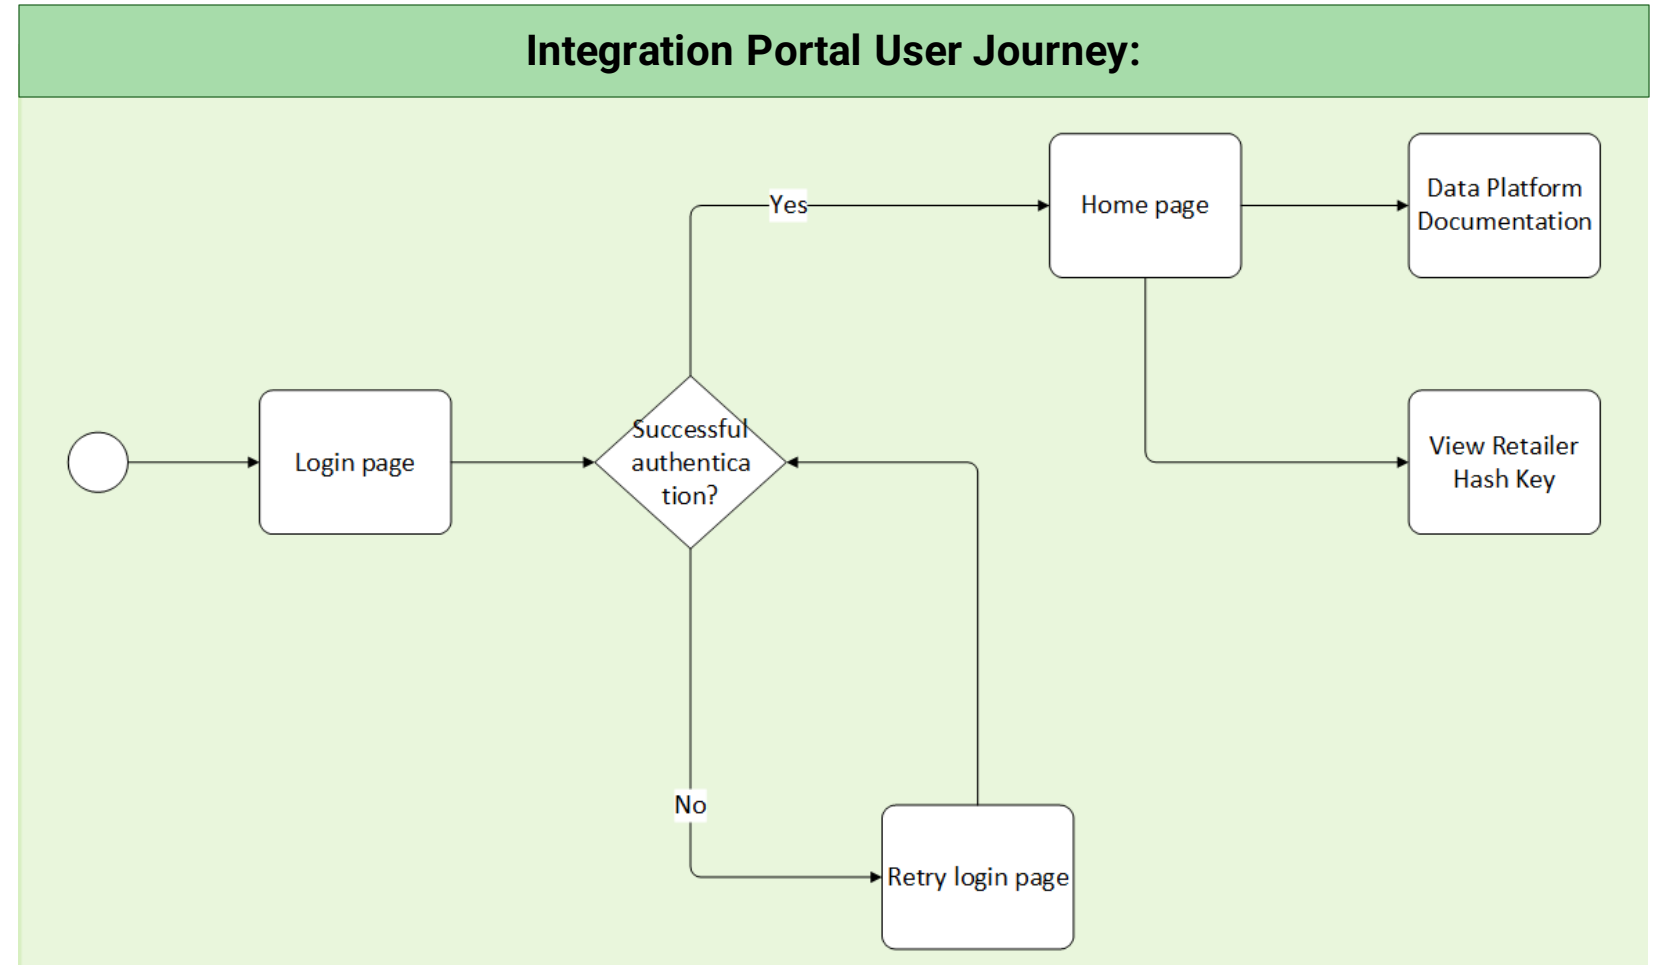 Integration Portal User Journey:
Yes
Home page
Data Platform
Documentation
Login page
Successful
authentica
tion?
View Retailer
Hash Key
No
Retry login page